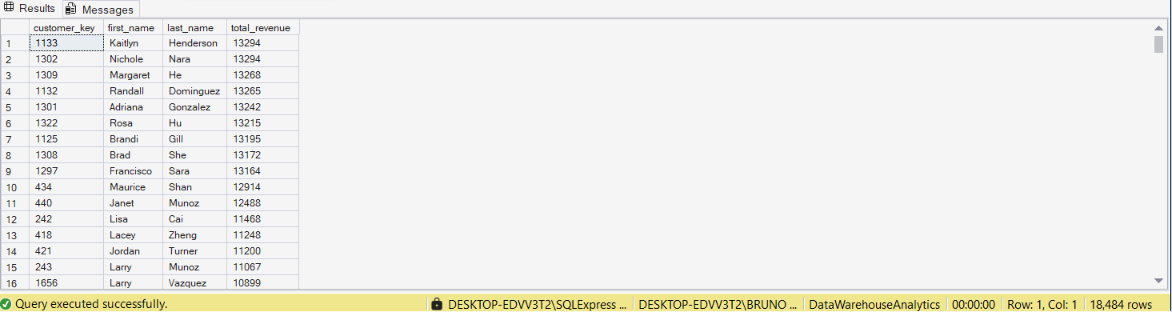 Results Messages
customer_key first_name last_name total_revenue
1 1133 Kaitlyn Henderson 13294
2 1302 Nichole Nara 13294
3 1309 Margaret He 13268
4 1132 Randall Dominguez 13265
5 1301 Adriana Gonzalez 13242
6 1322 Rosa Hu 13215
7 1125 Brandi Gill 13195
8 1308 Brad She 13172
9 1297 Francisco Sara 13164
10 434 Maurice Shan 12914
11 440 Janet Munoz 12488
12 242 Lisa Cai 11468
13 418 Lacey Zheng 11248
14 421 Jordan Turner 11200
15 243 Larry Munoz 11067
16 1656 Larry Vazquez 10899
Query executed successfully. DESKTOP-EDVV3T2\SQLExpress ... DESKTOP-EDVV3T2\BRUNO ... DataWarehouseAnalytics 00:00:00 Row: 1, Col: 1 18,484 rows